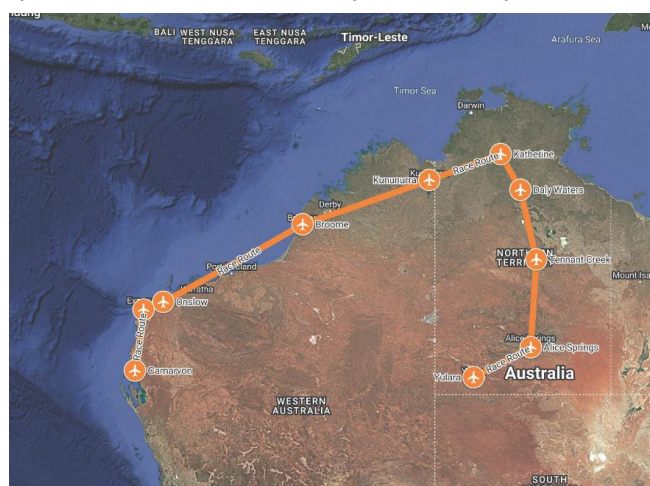 BALI
WEST NUSA
TENGGARA
EAST NUSA
TENGGARA
Timor-Leste
Arafura Sea
Timor Sea
Darwin
Race Route
Katherine
Kununurra
Daly Waters
Derby
Broome
Race Route
NORTHERN
TERRITORY
Tennant Creek
Mount Isa
Onslow
Race Route
Carnarvon
Alice Springs
Alice Springs
Race Route
Yulara
Australia
WESTERN
AUSTRALIA
SOUTH